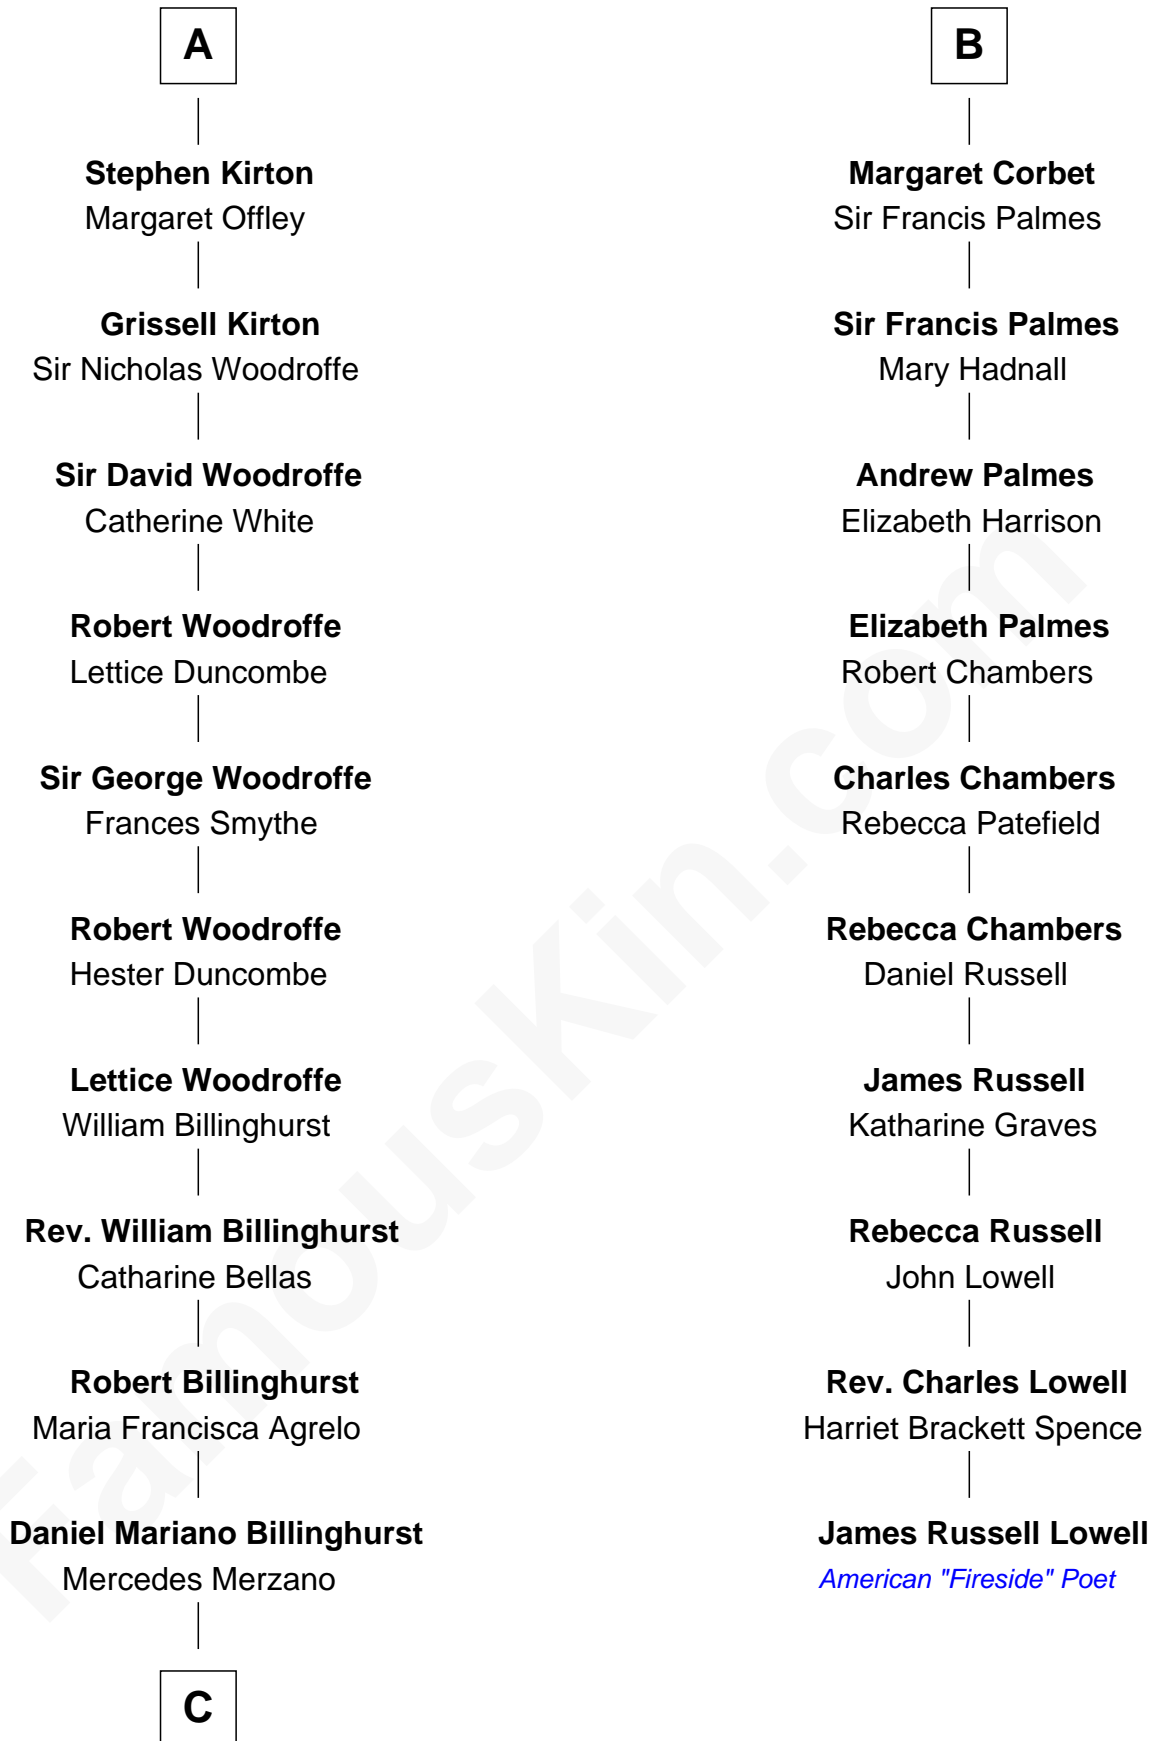 A
Stephen Kirton
Margaret Offley
Grissell Kirton
Sir Nicholas Woodroffe
Sir David Woodroffe
Catherine White
Robert Woodroffe
Lettice Duncombe
Sir George Woodroffe
Frances Smythe
Robert Woodroffe
Hester Duncombe
Lettice Woodroffe
William Billinghurst
Rev. William Billinghurst
Catharine Bellas
Robert Billinghurst
Maria Francisca Agrelo
Daniel Mariano Billinghurst
Mercedes Merzano
C
B
Margaret Corbet
Sir Francis Palmes
Sir Francis Palmes
Mary Hadnall
Andrew Palmes
Elizabeth Harrison
Elizabeth Palmes
Robert Chambers
Charles Chambers
Rebecca Patefield
Rebecca Chambers
Daniel Russell
James Russell
Katharine Graves
Rebecca Russell
John Lowell
Rev. Charles Lowell
Harriet Brackett Spence
James Russell Lowell
American "Fireside" Poet
FamousKin.com